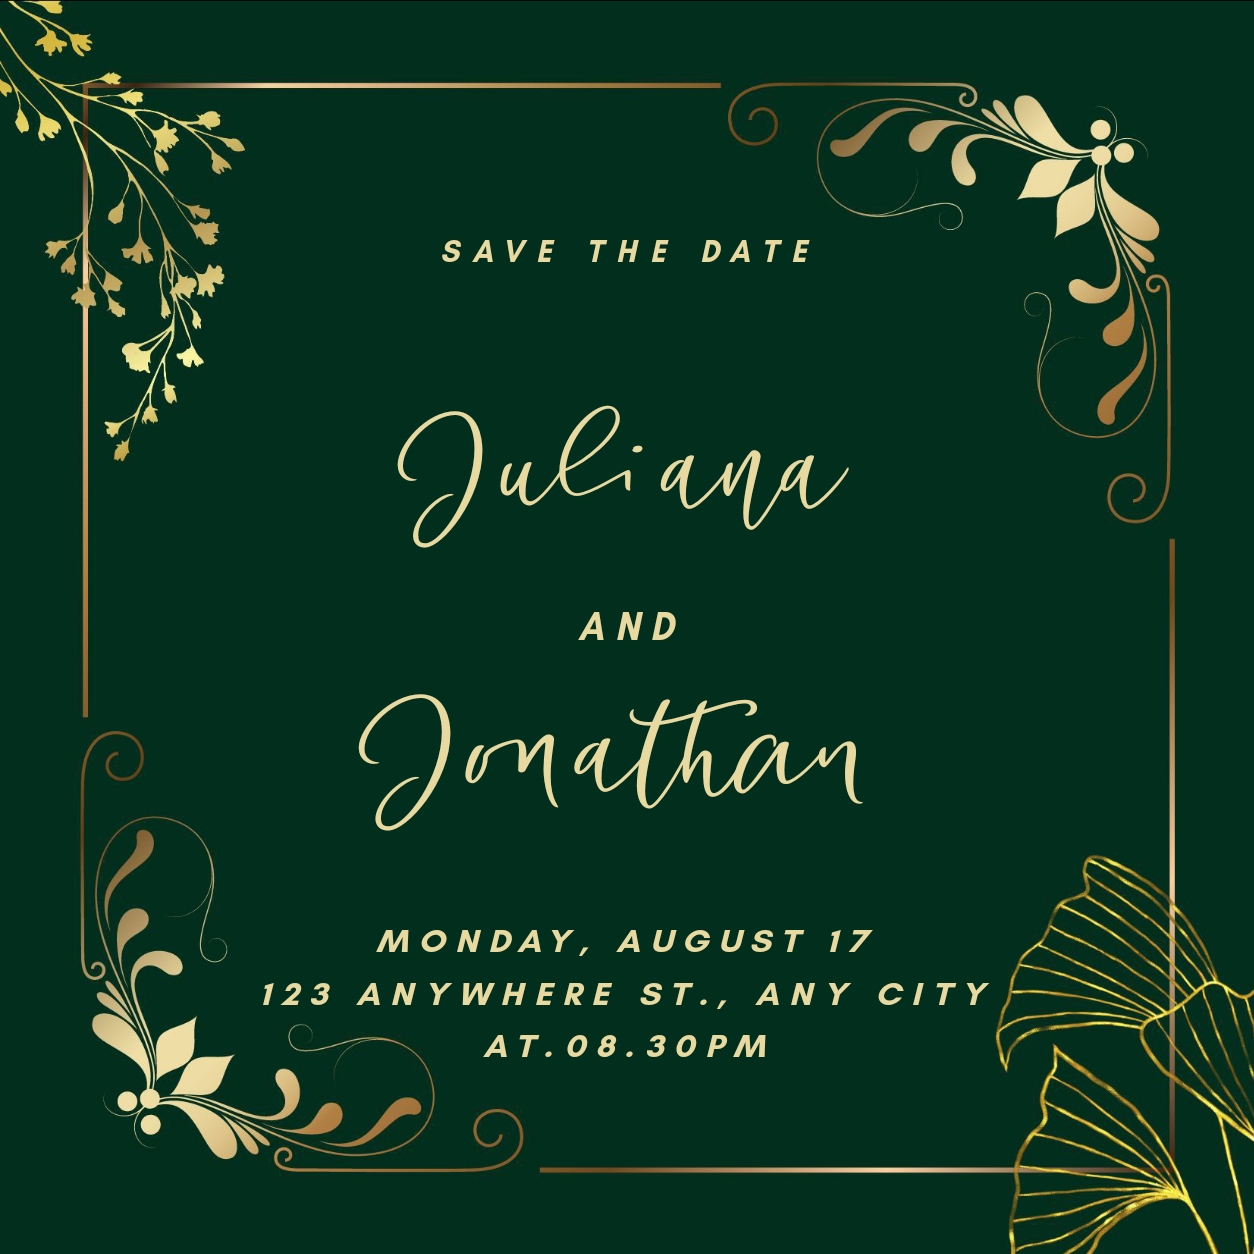 SAVE THE DATE
Juliana
AND
Jonathan
MONDAY, AUGUST 17
123 ANYWHERE ST., ANY CITY
AT.08.30PM